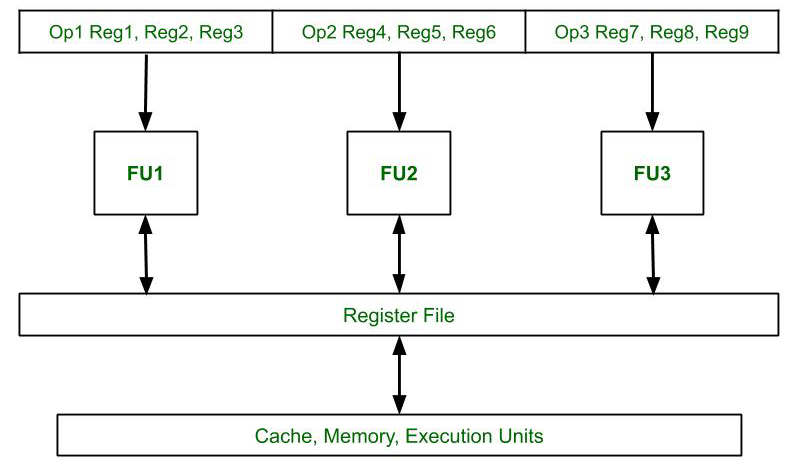 Op1 Reg1, Reg2, Reg3
Op2 Reg4, Reg5, Reg6
Op3 Reg7, Reg8, Reg9
FU1
FU2
FU3
Register File
Cache, Memory, Execution Units